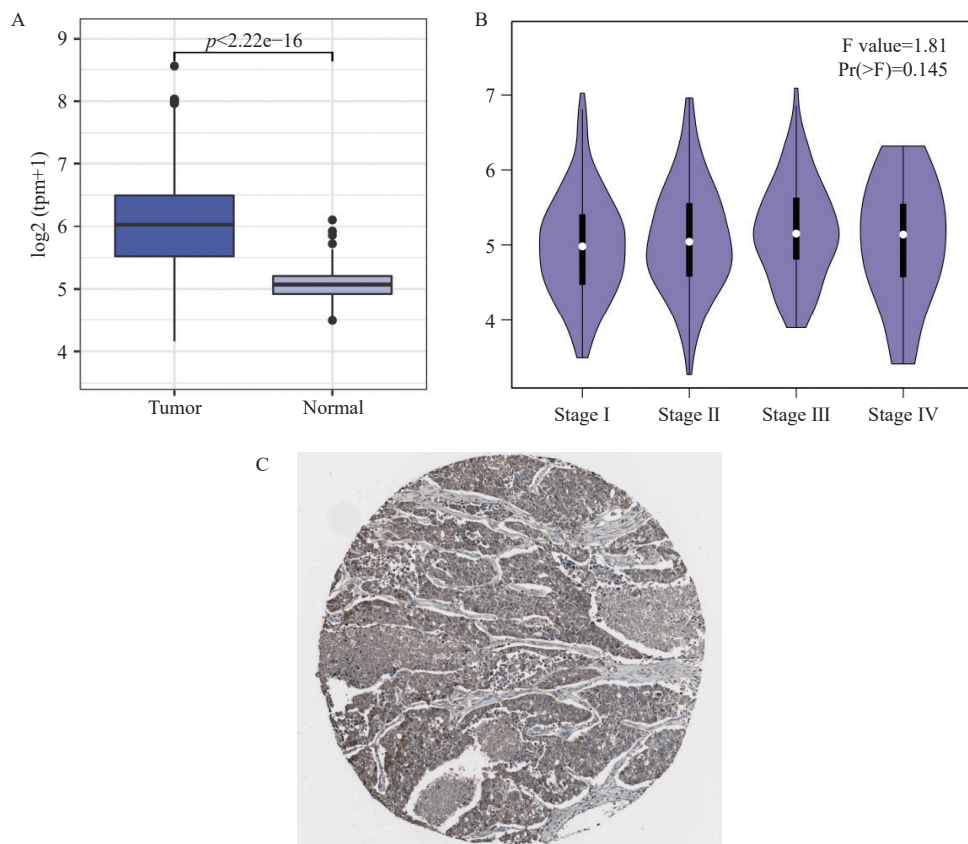 A
p<2.22e−16
9
8
7
6
5
4
log2 (tpm+1)
Tumor
Normal
B
F value=1.81
Pr(>F)=0.145
7
6
5
4
Stage I
Stage II
Stage III
Stage IV
C